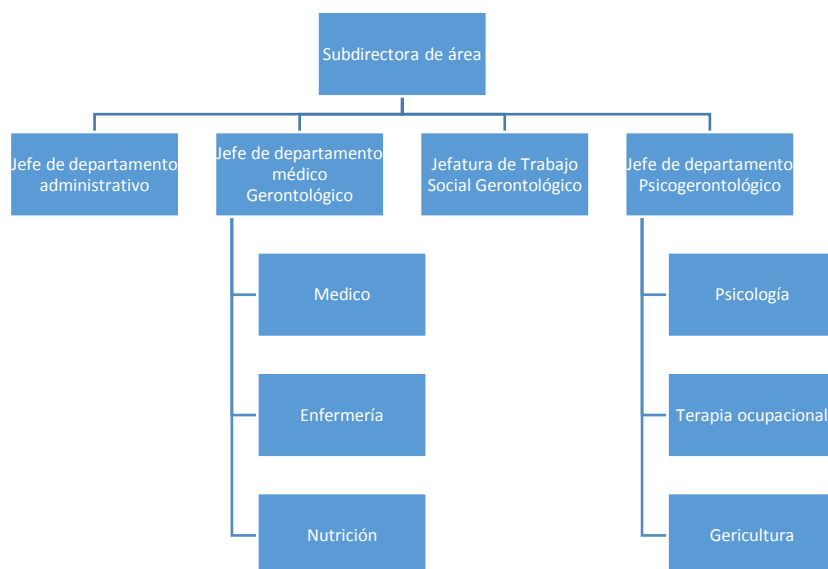 Subdirectora de área
Jefe de departamento
administrativo
Jefe de departamento
médico
Gerontológico
Jefatura de Trabajo
Social Gerontológico
Jefe de departamento
Psicogerontológico
Medico
Enfermería
Nutrición
Psicología
Terapia ocupacional
Gericultura